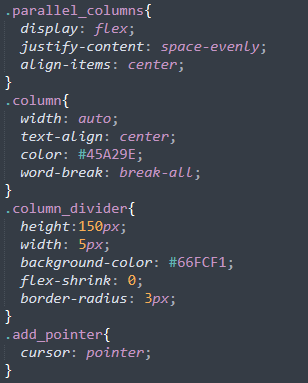 .parallel_columns{
display: flex;
justify-content: space-evenly;
align-items: center;
}
.column{
width: auto;
text-align: center;
color: #45A29E;
word-break: break-all;
}
.column_divider{
height:150px;
width: 5px;
background-color: #66FCF1;
flex-shrink: 0;
border-radius: 3px;
}
.add_pointer{
cursor: pointer;
}